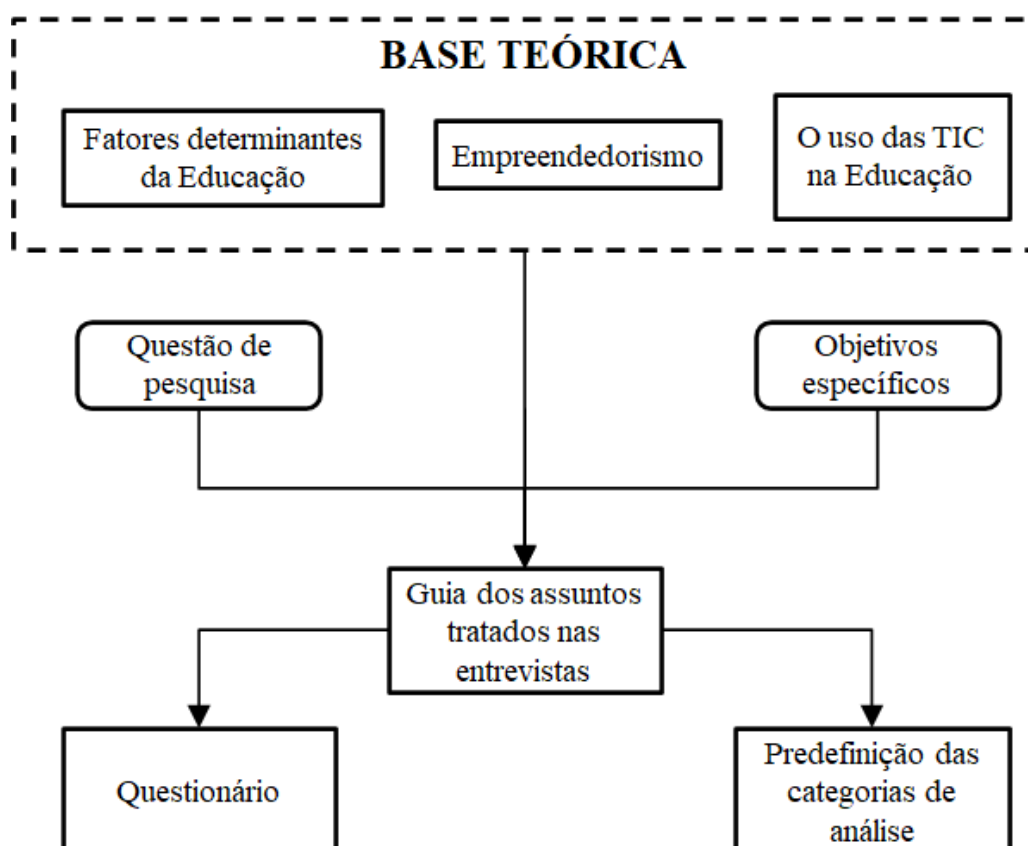 BASE TEÓRICA
Fatores determinantes
da Educação
Empreendedorismo
O uso das TIC
na Educação
Questão de
pesquisa
Objetivos
específicos
Guia dos assuntos
tratados nas
entrevistas
Questionário
Predefinição das
categorias de
análise